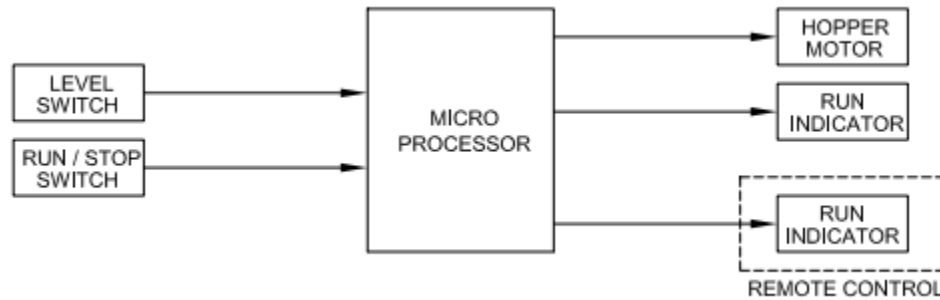 LEVEL
SWITCH
RUN / STOP
SWITCH
MICRO
PROCESSOR
HOPPER
MOTOR
RUN
INDICATOR
RUN
INDICATOR
REMOTE CONTROL